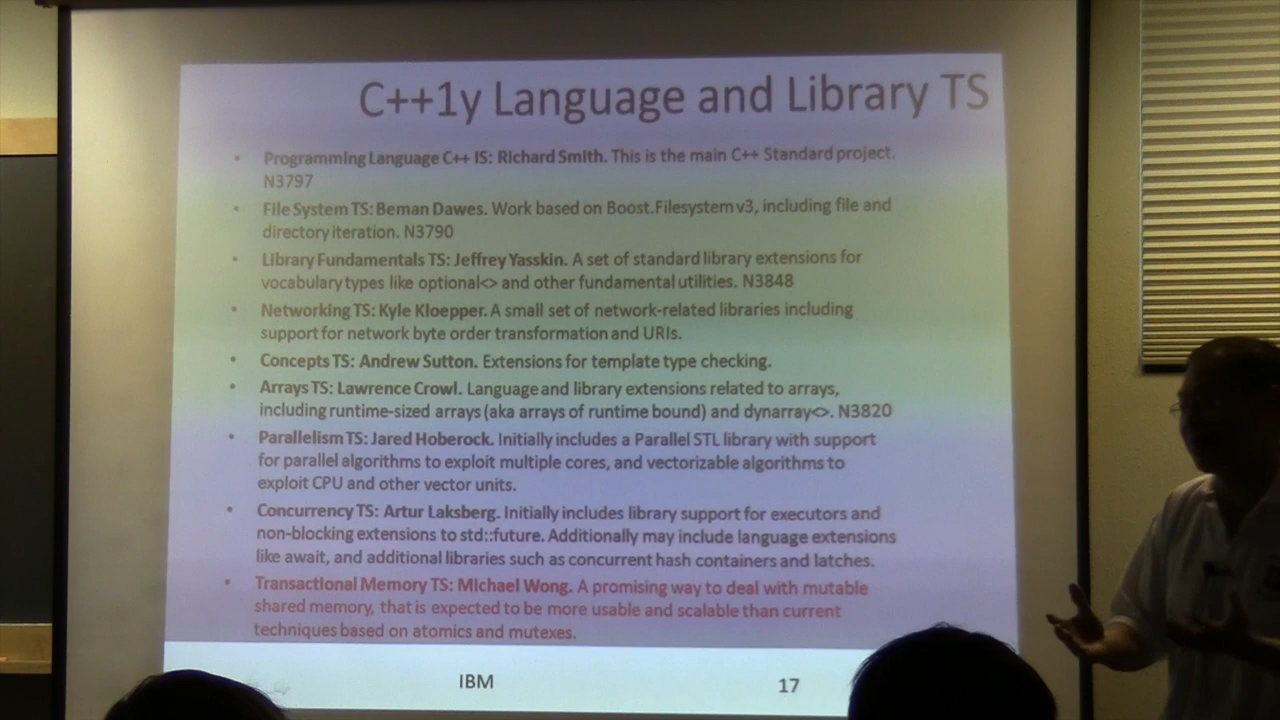 C++1y Language and Library TS
• Programming Language C++ IS: Richard Smith. This is the main C++ Standard project.
N3797
• File System TS: Beman Dawes. Work based on Boost.Filesystem v3, including file and
directory iteration. N3790
• Library Fundamentals TS: Jeffrey Yasskin. A set of standard library extensions for
vocabulary types like optional<> and other fundamental utilities. N3848
• Networking TS: Kyle Kloepper. A small set of network-related libraries including
support for network byte order transformation and URIs.
• Concepts TS: Andrew Sutton. Extensions for template type checking.
• Arrays TS: Lawrence Crowl. Language and library extensions related to arrays,
including runtime-sized arrays (aka arrays of runtime bound) and dynarray<>. N3820
• Parallelism TS: Jared Hoberock. Initially includes a Parallel STL library with support
for parallel algorithms to exploit multiple cores, and vectorizable algorithms to
exploit CPU and other vector units.
• Concurrency TS: Artur Laksberg. Initially includes library support for executors and
non-blocking extensions to std::future. Additionally may include language extensions
like await, and additional libraries such as concurrent hash containers and latches.
• Transactional Memory TS: Michael Wong. A promising way to deal with mutable
shared memory, that is expected to be more usable and scalable than current
techniques based on atomics and mutexes.
IBM 17